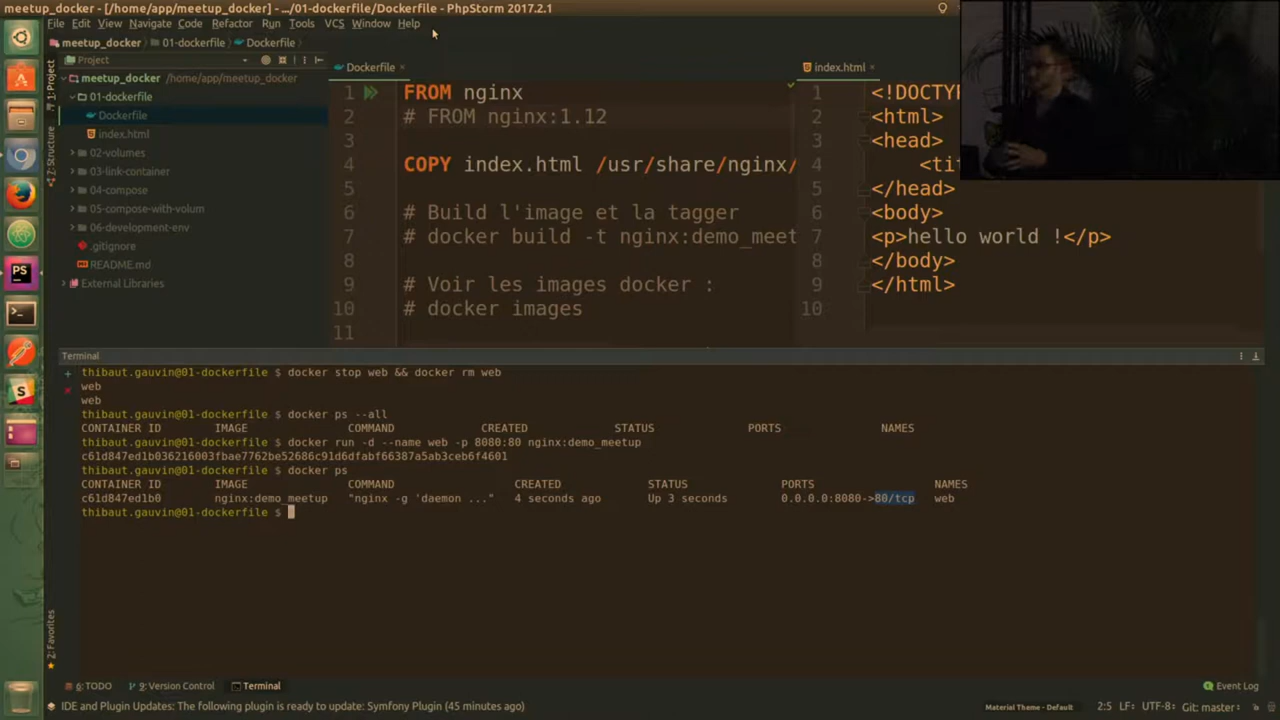 meetup_docker - [/home/app/meetup_docker] - .../01-dockerfile/Dockerfile - PhpStorm 2017.2.1
File Edit View Navigate Code Refactor Run Tools VCS Window Help
meetup_docker 01-dockerfile Dockerfile
1: Project
Project
Dockerfile
index.html
meetup_docker /home/app/meetup_docker
01-dockerfile
Dockerfile
index.html
02-volumes
03-link-container
04-compose
05-compose-with-volum
06-development-env
.gitignore
README.md
External Libraries
7: Structure
1 FROM nginx
2 # FROM nginx:1.12
3
4 COPY index.html /usr/share/nginx/
5
6 # Build l'image et la tagger
7 # docker build -t nginx:demo_meet
8
9 # Voir les images docker :
10 # docker images
11
1 <!DOCTYP
2 <html>
3 <head>
4 <ti
5 </head>
6 <body>
7 <p>hello world !</p>
8 </body>
9 </html>
10
Terminal
thibaut.gauvin@01-dockerfile $ docker stop web && docker rm web
web
web
thibaut.gauvin@01-dockerfile $ docker ps --all
CONTAINER ID IMAGE COMMAND CREATED STATUS PORTS NAMES
thibaut.gauvin@01-dockerfile $ docker run -d --name web -p 8080:80 nginx:demo_meetup
c61d847ed1b036216003fbae7762be52686c91d6dfabf66387a5ab3ceb6f4601
thibaut.gauvin@01-dockerfile $ docker ps
CONTAINER ID IMAGE COMMAND CREATED STATUS PORTS NAMES
c61d847ed1b0 nginx:demo_meetup "nginx -g 'daemon ..." 4 seconds ago Up 3 seconds 0.0.0.0:8080->80/tcp web
thibaut.gauvin@01-dockerfile $
2: Favorites
6: TODO 9: Version Control Terminal Event Log
IDE and Plugin Updates: The following plugin is ready to update: Symfony Plugin (45 minutes ago) Material Theme - Default 2:5 LF÷ UTF-8÷ Git: master÷